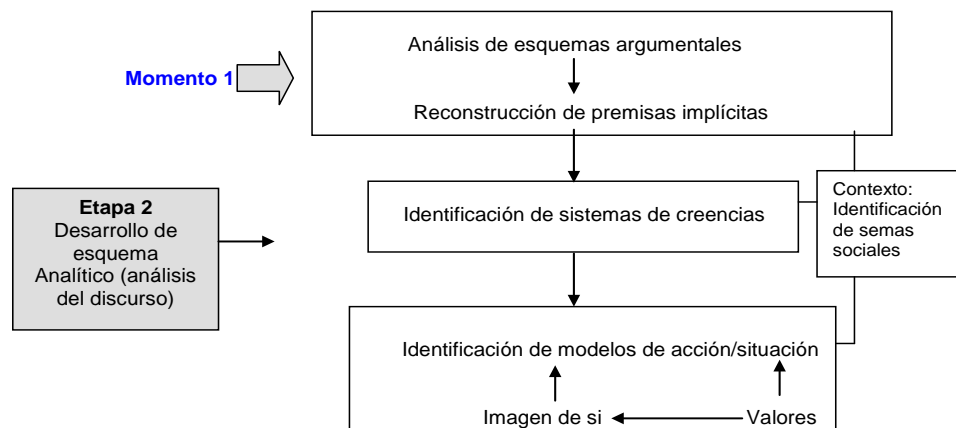 Análisis de esquemas argumentales
Momento 1
Reconstrucción de premisas implícitas
Contexto:
Identificación
de semas
sociales
Identificación de sistemas de creencias
Etapa 2
Desarrollo de
esquema
Analítico (análisis
del discurso)
Identificación de modelos de acción/situación
Imagen de si
Valores